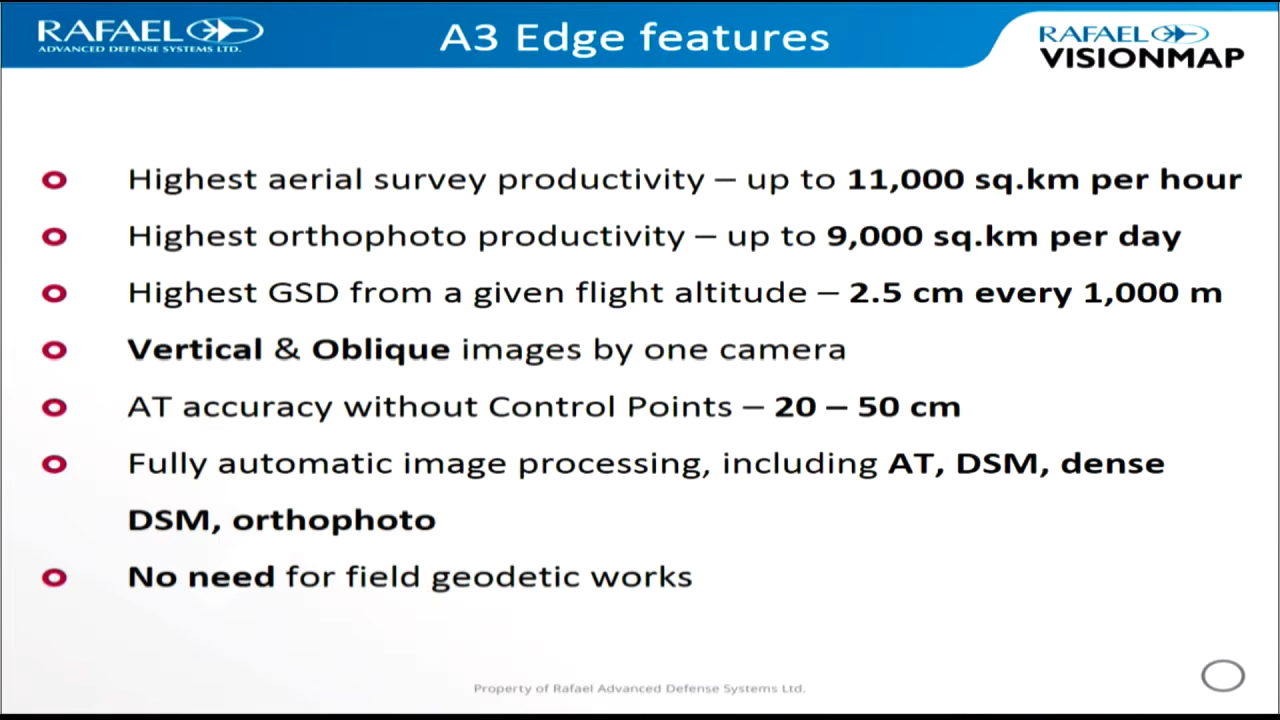 RAFAEL
ADVANCED DEFENSE SYSTEMS LTD.
A3 Edge features
RAFAEL
VISIONMAP
Highest aerial survey productivity – up to 11,000 sq.km per hour
Highest orthophoto productivity – up to 9,000 sq.km per day
Highest GSD from a given flight altitude – 2.5 cm every 1,000 m
Vertical & Oblique images by one camera
AT accuracy without Control Points – 20 – 50 cm
Fully automatic image processing, including AT, DSM, dense
DSM, orthophoto
No need for field geodetic works
Property of Rafael Advanced Defense Systems Ltd.